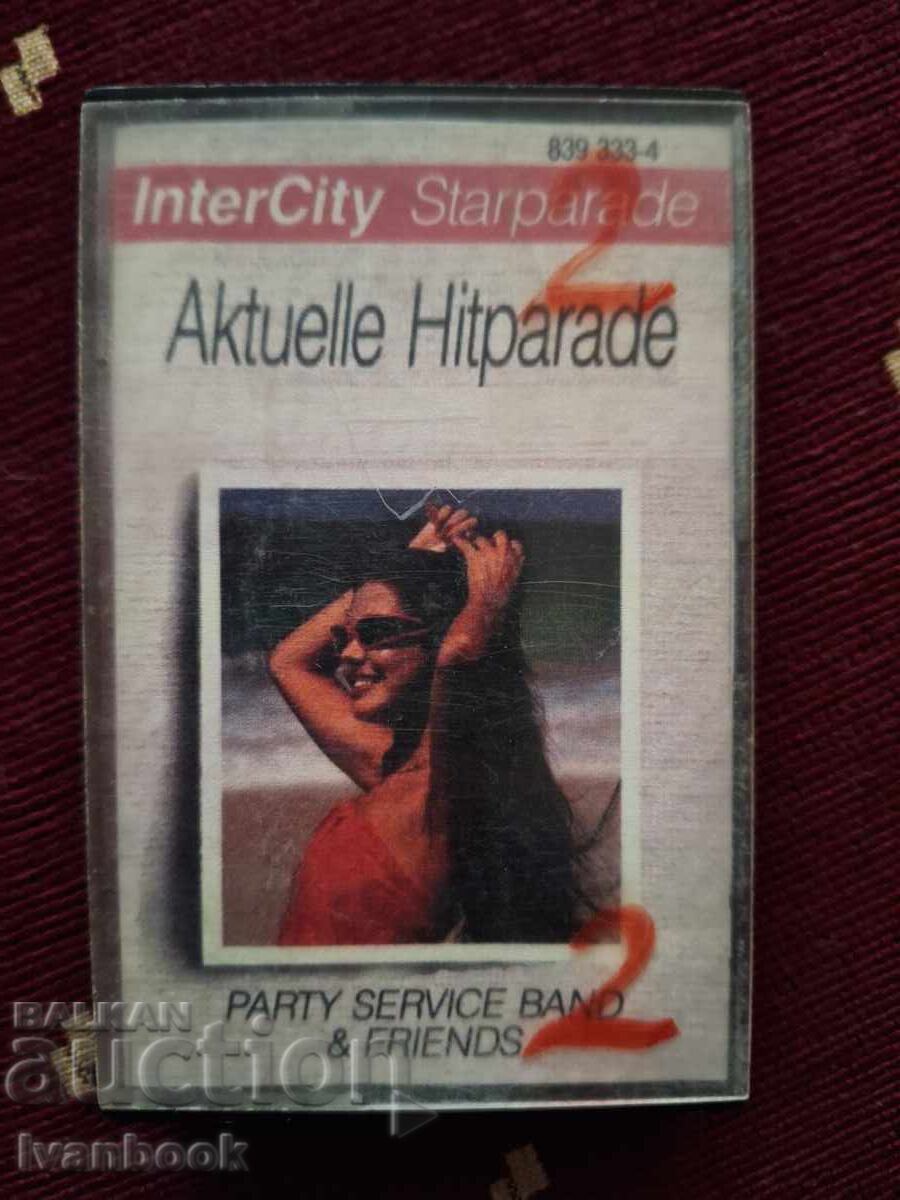 839 333-4
InterCity Starparade
2
Aktuelle Hitparade
PARTY SERVICE BAND
& FRIENDS
2
BALKAN
auction
Ivanbook